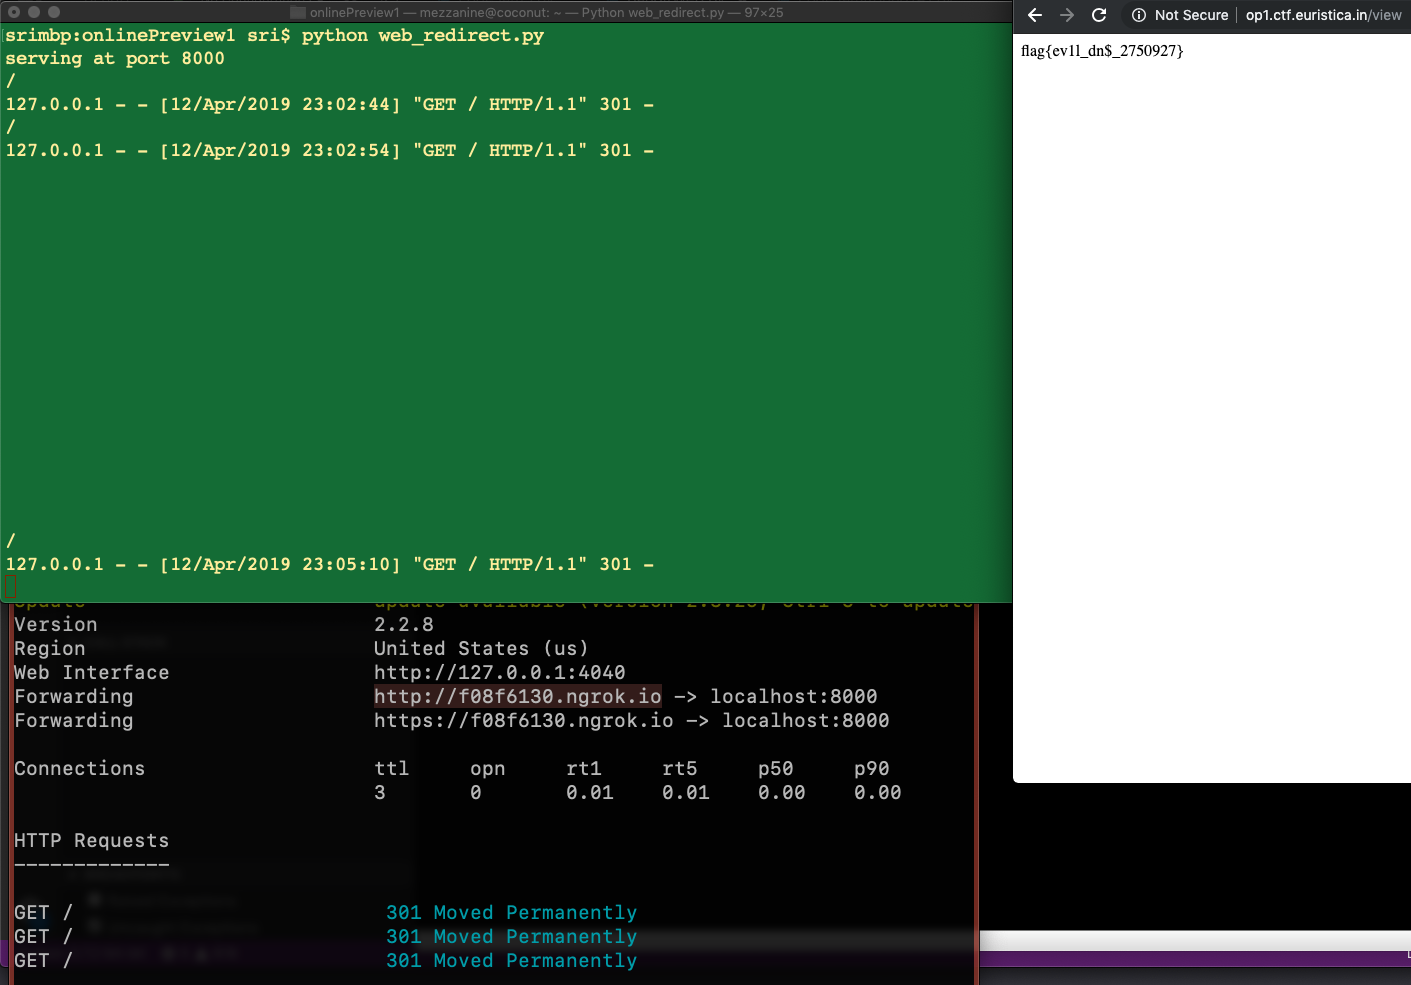 onlinePreview1 — mezzanine@coconut: ~ — Python web_redirect.py — 97×25
srimbp:onlinePreview1 sri$ python web_redirect.py
serving at port 8000
/
127.0.0.1 - - [12/Apr/2019 23:02:44] "GET / HTTP/1.1" 301 -
/
127.0.0.1 - - [12/Apr/2019 23:02:54] "GET / HTTP/1.1" 301 -
/
127.0.0.1 - - [12/Apr/2019 23:05:10] "GET / HTTP/1.1" 301 -
Not Secure | op1.ctf.euristica.in/view
flag{ev1l_dn$_2750927}
Version 2.2.8
Region United States (us)
Web Interface http://127.0.0.1:4040
Forwarding http://f08f6130.ngrok.io -> localhost:8000
Forwarding https://f08f6130.ngrok.io -> localhost:8000
Connections ttl opn rt1 rt5 p50 p90
3 0 0.01 0.01 0.00 0.00
HTTP Requests
-------------
GET / 301 Moved Permanently
GET / 301 Moved Permanently
GET / 301 Moved Permanently